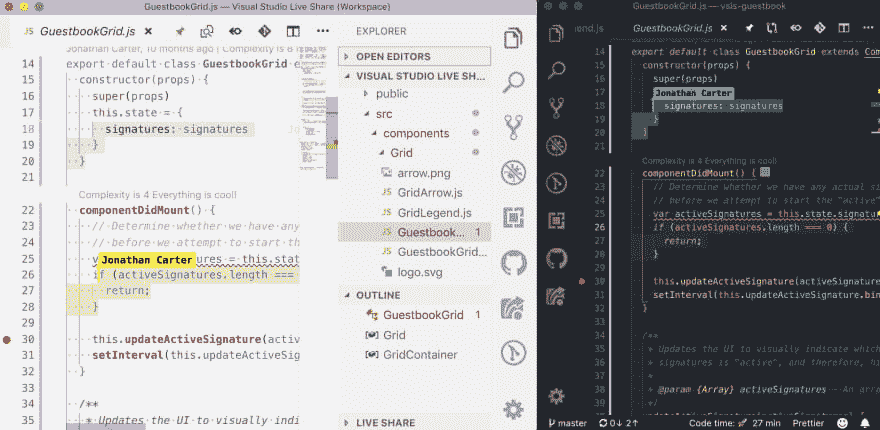 GuestbookGrid.js — Visual Studio Live Share (Workspace)
JS GuestbookGrid.js ×
Jonathan Carter, 10 months ago | Complexity is 8
14 export default class GuestbookGrid
15 constructor(props) {
16 super(props)
17 this.state = {
18 signatures: signatures
19 }
20 }
21
Complexity is 4 Everything is cool!
22 componentDidMount() {
23 // Determine whether we have any
24 // before we attempt to start th
Jonathan Carter
25 ures = this.stat
26 if (activeSignatures.length ===
27 return;
28 }
29
30 this.updateActiveSignature(activ
31 setInterval(this.updateActiveSig
32 }
33
34 /**
35 * Updates the UI to visually indi
EXPLORER
OPEN EDITORS
VISUAL STUDIO LIVE SH...
public
src
components
Grid
arrow.png
JS GridArrow.js
JS GridLegend.js
JS Guestbook... 1
JS GuestbookGrid...
logo.svg
OUTLINE
GuestbookGrid 1
Grid
GridContainer
LIVE SHARE
GuestbookGrid.js — vsls-guestbook
end.js
JS GuestbookGrid.js
14 export default class GuestbookGrid extends Com
15 constructor(props) {
16 super(props)
17 Jonathan Carter
18 signatures: signatures
19 }
20 }
21
Complexity is 4 Everything is cool!
22 componentDidMount() {
23 // Determine whether we have any actual si
24 // before we attempt to start the "active"
25 var activeSignatures = this.state.signatu
26 if (activeSignatures.length === 0) {
27 return;
28 }
29
30 this.updateActiveSignature(activeSignature
31 setInterval(this.updateActiveSignature.bin
32 }
33
34 /**
35 * Updates the UI to visually indicate which
36 * signatures is "active", and therefore, hi
37 *
38 * @param {Array} activeSignatures - An arra
39 */
master 0↓ 2↑ Code time: 27 min Prettier